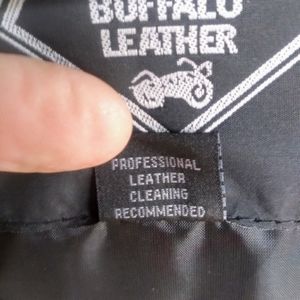 BUFFALO
LEATHER
PROFESSIONAL
LEATHER
CLEANING
RECOMMENDED